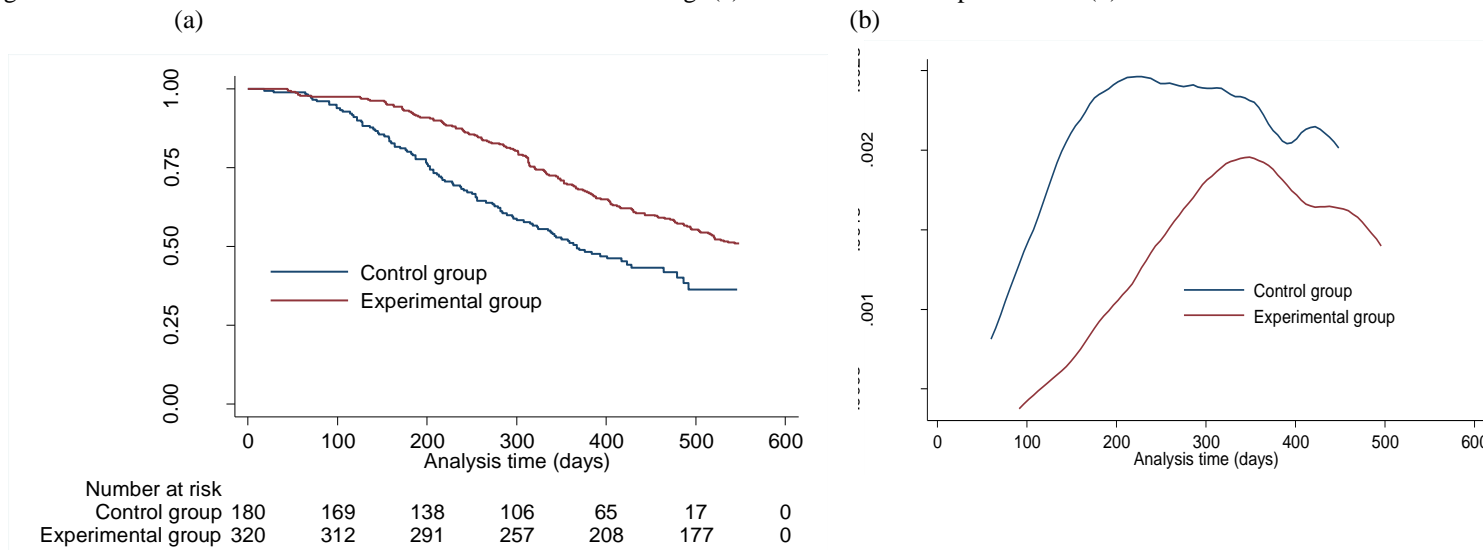 (a)
(b)
1.00
0.75
0.50
0.25
0.00
Control group
Experimental group
0 100 200 300 400 500 600
Analysis time (days)
Number at risk
Control group 180 169 138 106 65 17 0
Experimental group 320 312 291 257 208 177 0
.002
.001
Control group
Experimental group
0 100 200 300 400 500 600
Analysis time (days)